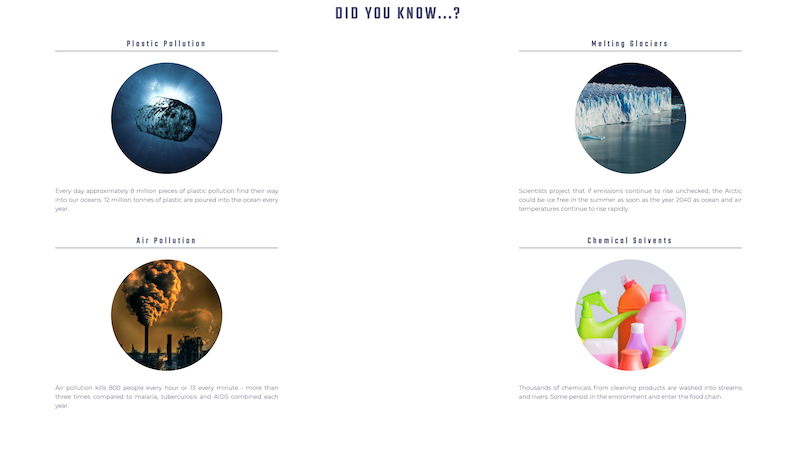 DID YOU KNOW...?
Plastic Pollution
Every day approximately 8 million pieces of plastic pollution find their way
into our oceans. 12 million tonnes of plastic are poured into the ocean every
year.
Melting Glaciers
Scientists project that if emissions continue to rise unchecked, the Arctic
could be ice free in the summer as soon as the year 2040 as ocean and air
temperatures continue to rise rapidly.
Air Pollution
Air pollution kills 800 people every hour or 13 every minute - more than
three times compared to malaria, tuberculosis and AIDS combined each
year.
Chemical Solvents
Thousands of chemicals from cleaning products are washed into streams
and rivers. Some persist in the environment and enter the food chain.